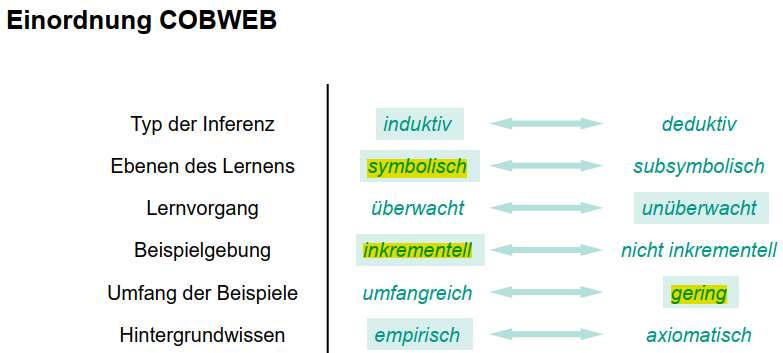 Einordnung COBWEB
Typ der Inferenz induktiv deduktiv
Ebenen des Lernens symbolisch subsymbolisch
Lernvorgang überwacht unüberwacht
Beispielgebung inkrementell nicht inkrementell
Umfang der Beispiele umfangreich gering
Hintergrundwissen empirisch axiomatisch